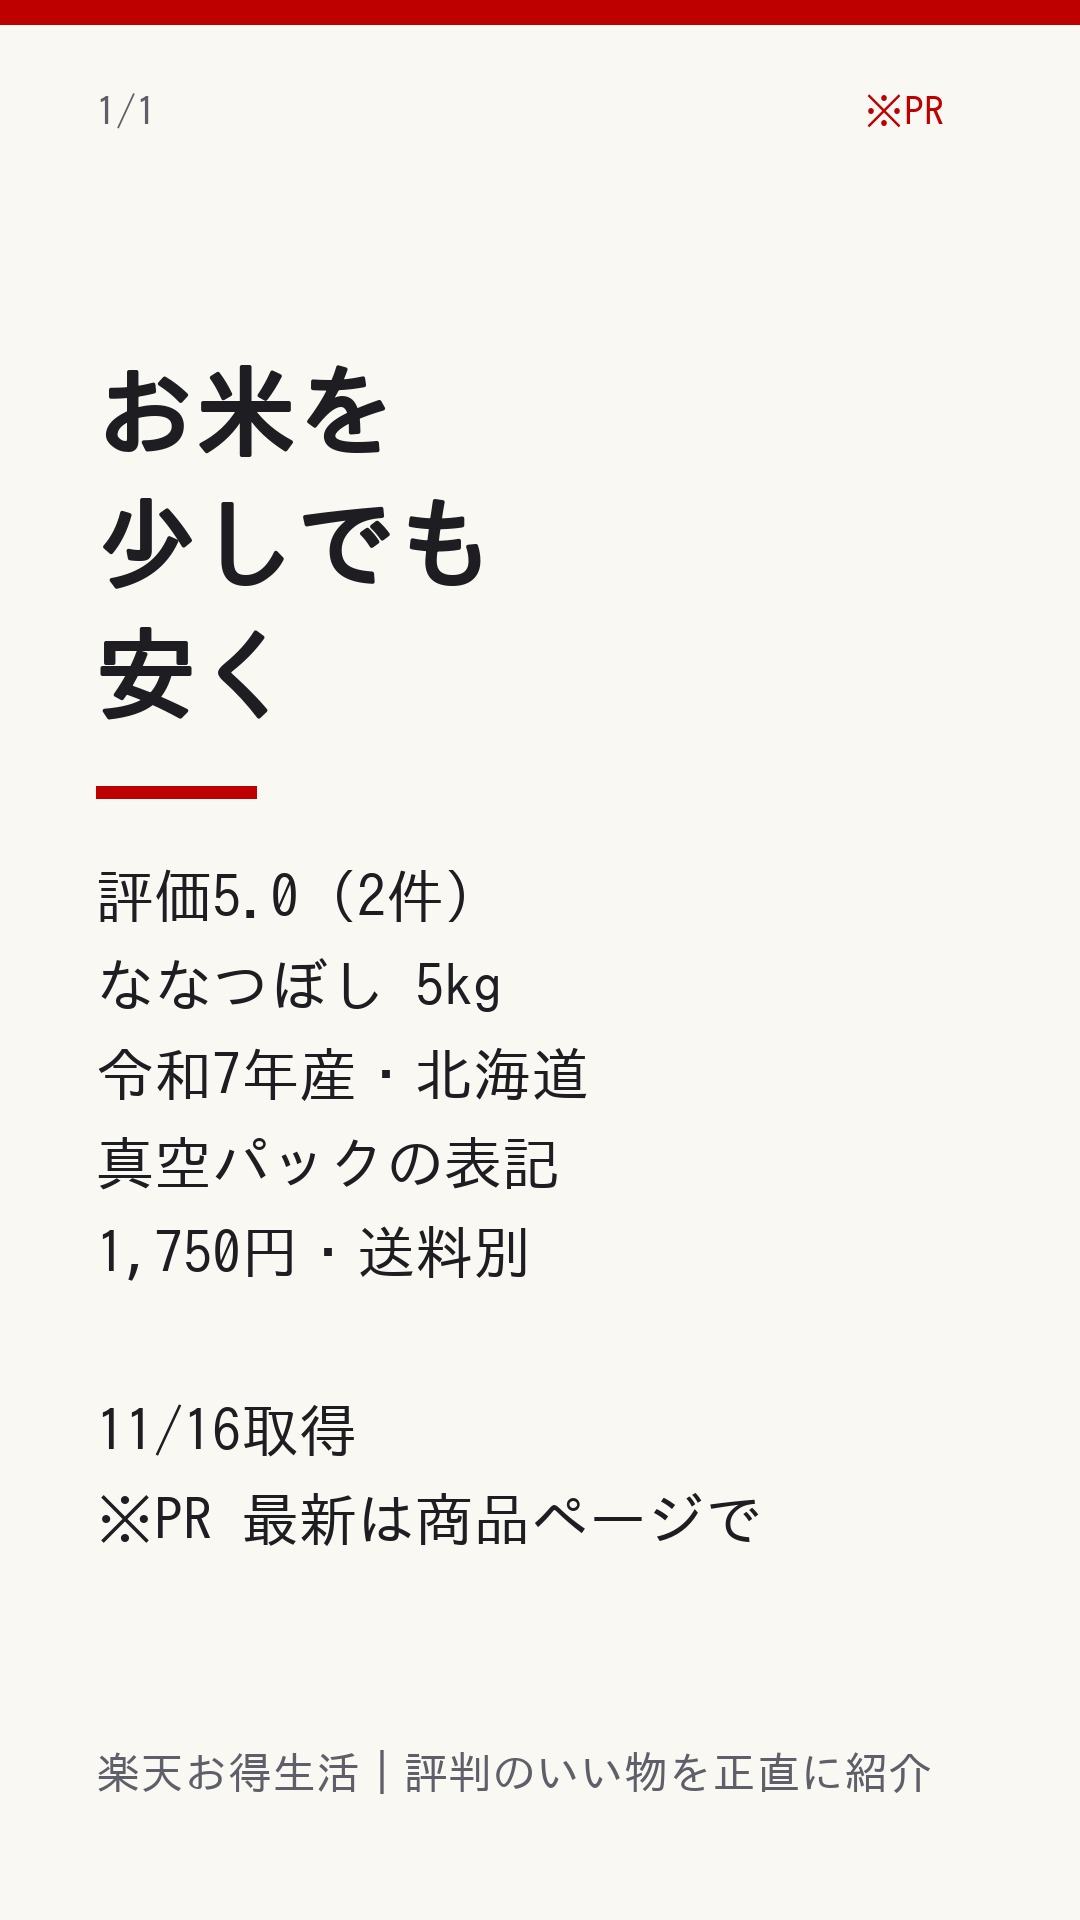 1/1
※PR
お米を
少しでも
安く
評価5.0（2件）
ななつぼし 5kg
令和7年産・北海道
真空パックの表記
1,750円・送料別
11/16取得
※PR 最新は商品ページで
楽天お得生活｜評判のいい物を正直に紹介